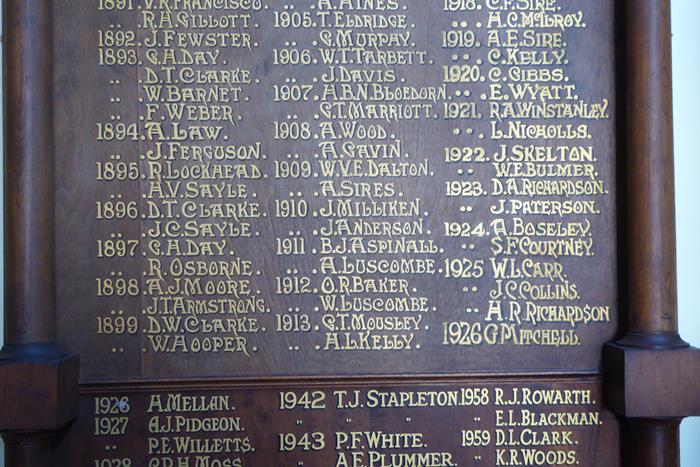 1891. V.R. FRANCISCO.
" R.A. GILLOTT.
1892. J. FEWSTER.
1893. G.A. DAY.
" D.T. CLARKE.
" W. BARNET.
" F. WEBER.
1894. A. LAW.
" J. FERGUSON.
1895. R. LOCKHEAD.
" A.V. SAYLE.
1896. D.T. CLARKE.
" J.C. SAYLE.
1897. G.A. DAY.
" R. OSBORNE.
1898. A.J. MOORE.
" J.T. ARMSTRONG.
1899. D.W. CLARKE.
" W. HOOPER.
" A. HINES.
1905. T. ELDRIDGE.
" G. MURPAY.
1906. W.T. TARBETT.
" J. DAVIS.
1907. H.B.N. BLOEDORN.
" G.T. MARRIOTT.
1908. A. WOOD.
" A. GAVIN.
1909. W.V.E. DALTON.
" A. SIRES.
1910. J. MILLIKEN.
" J. ANDERSON.
1911. B.J. ASPINALL.
" A. LUSCOMBE.
1912. O.R. BAKER.
" W. LUSCOMBE.
1913. G.T. MOUSLEY.
" A.L. KELLY.
1918. C.F. SIRE.
" A.C. McILROY.
1919. A.E. SIRE.
" C. KELLY.
1920. C. GIBBS.
" E. WYATT.
1921. R.A. WINSTANLEY.
" L. NICHOLLS.
1922. J. SKELTON.
" W.E. BULMER.
1923. D.A. RICHARDSON.
" J. PATERSON.
1924. A. BOSELEY.
" S.F. COURTNEY.
1925 W.L. CARR.
" J.C. COLLINS.
" A.R. RICHARDSON
1926 G. MITCHELL.
1926 A. MELLAN.
1927 A.J. PIDGEON.
" P.E. WILLETTS.
1928 G.P.H. MOSS
1942 T.J. STAPLETON.
" " "
1943 P.F. WHITE.
" A.E. PLUMMER.
1958 R.J. ROWARTH.
" E.L. BLACKMAN.
1959 D.L. CLARK.
" K.R. WOODS.